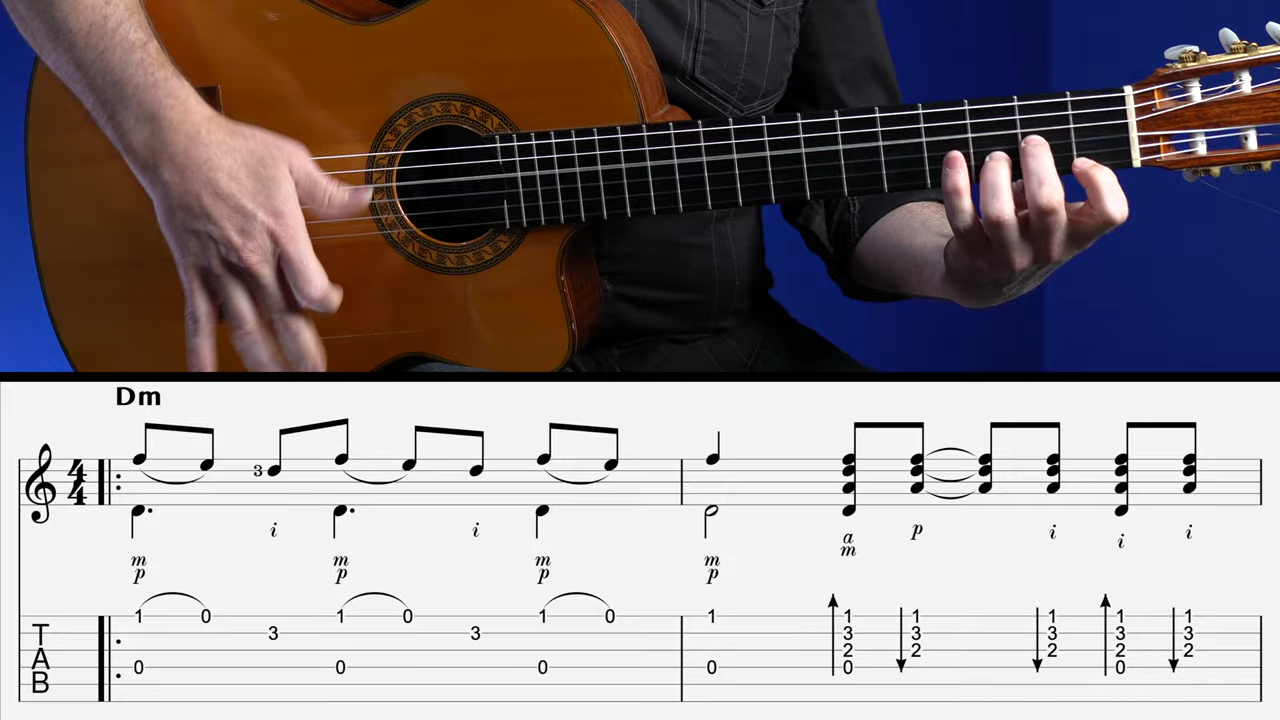 Dm
4
4
3
i i p i i i
a
m m m m m
p p p p
1 0 1 0 1 0 1 1 1 1 1 1
T 3 3 3 3 3 3 3
A 2 2 2 2 2
0 0 0 0 0 0
B